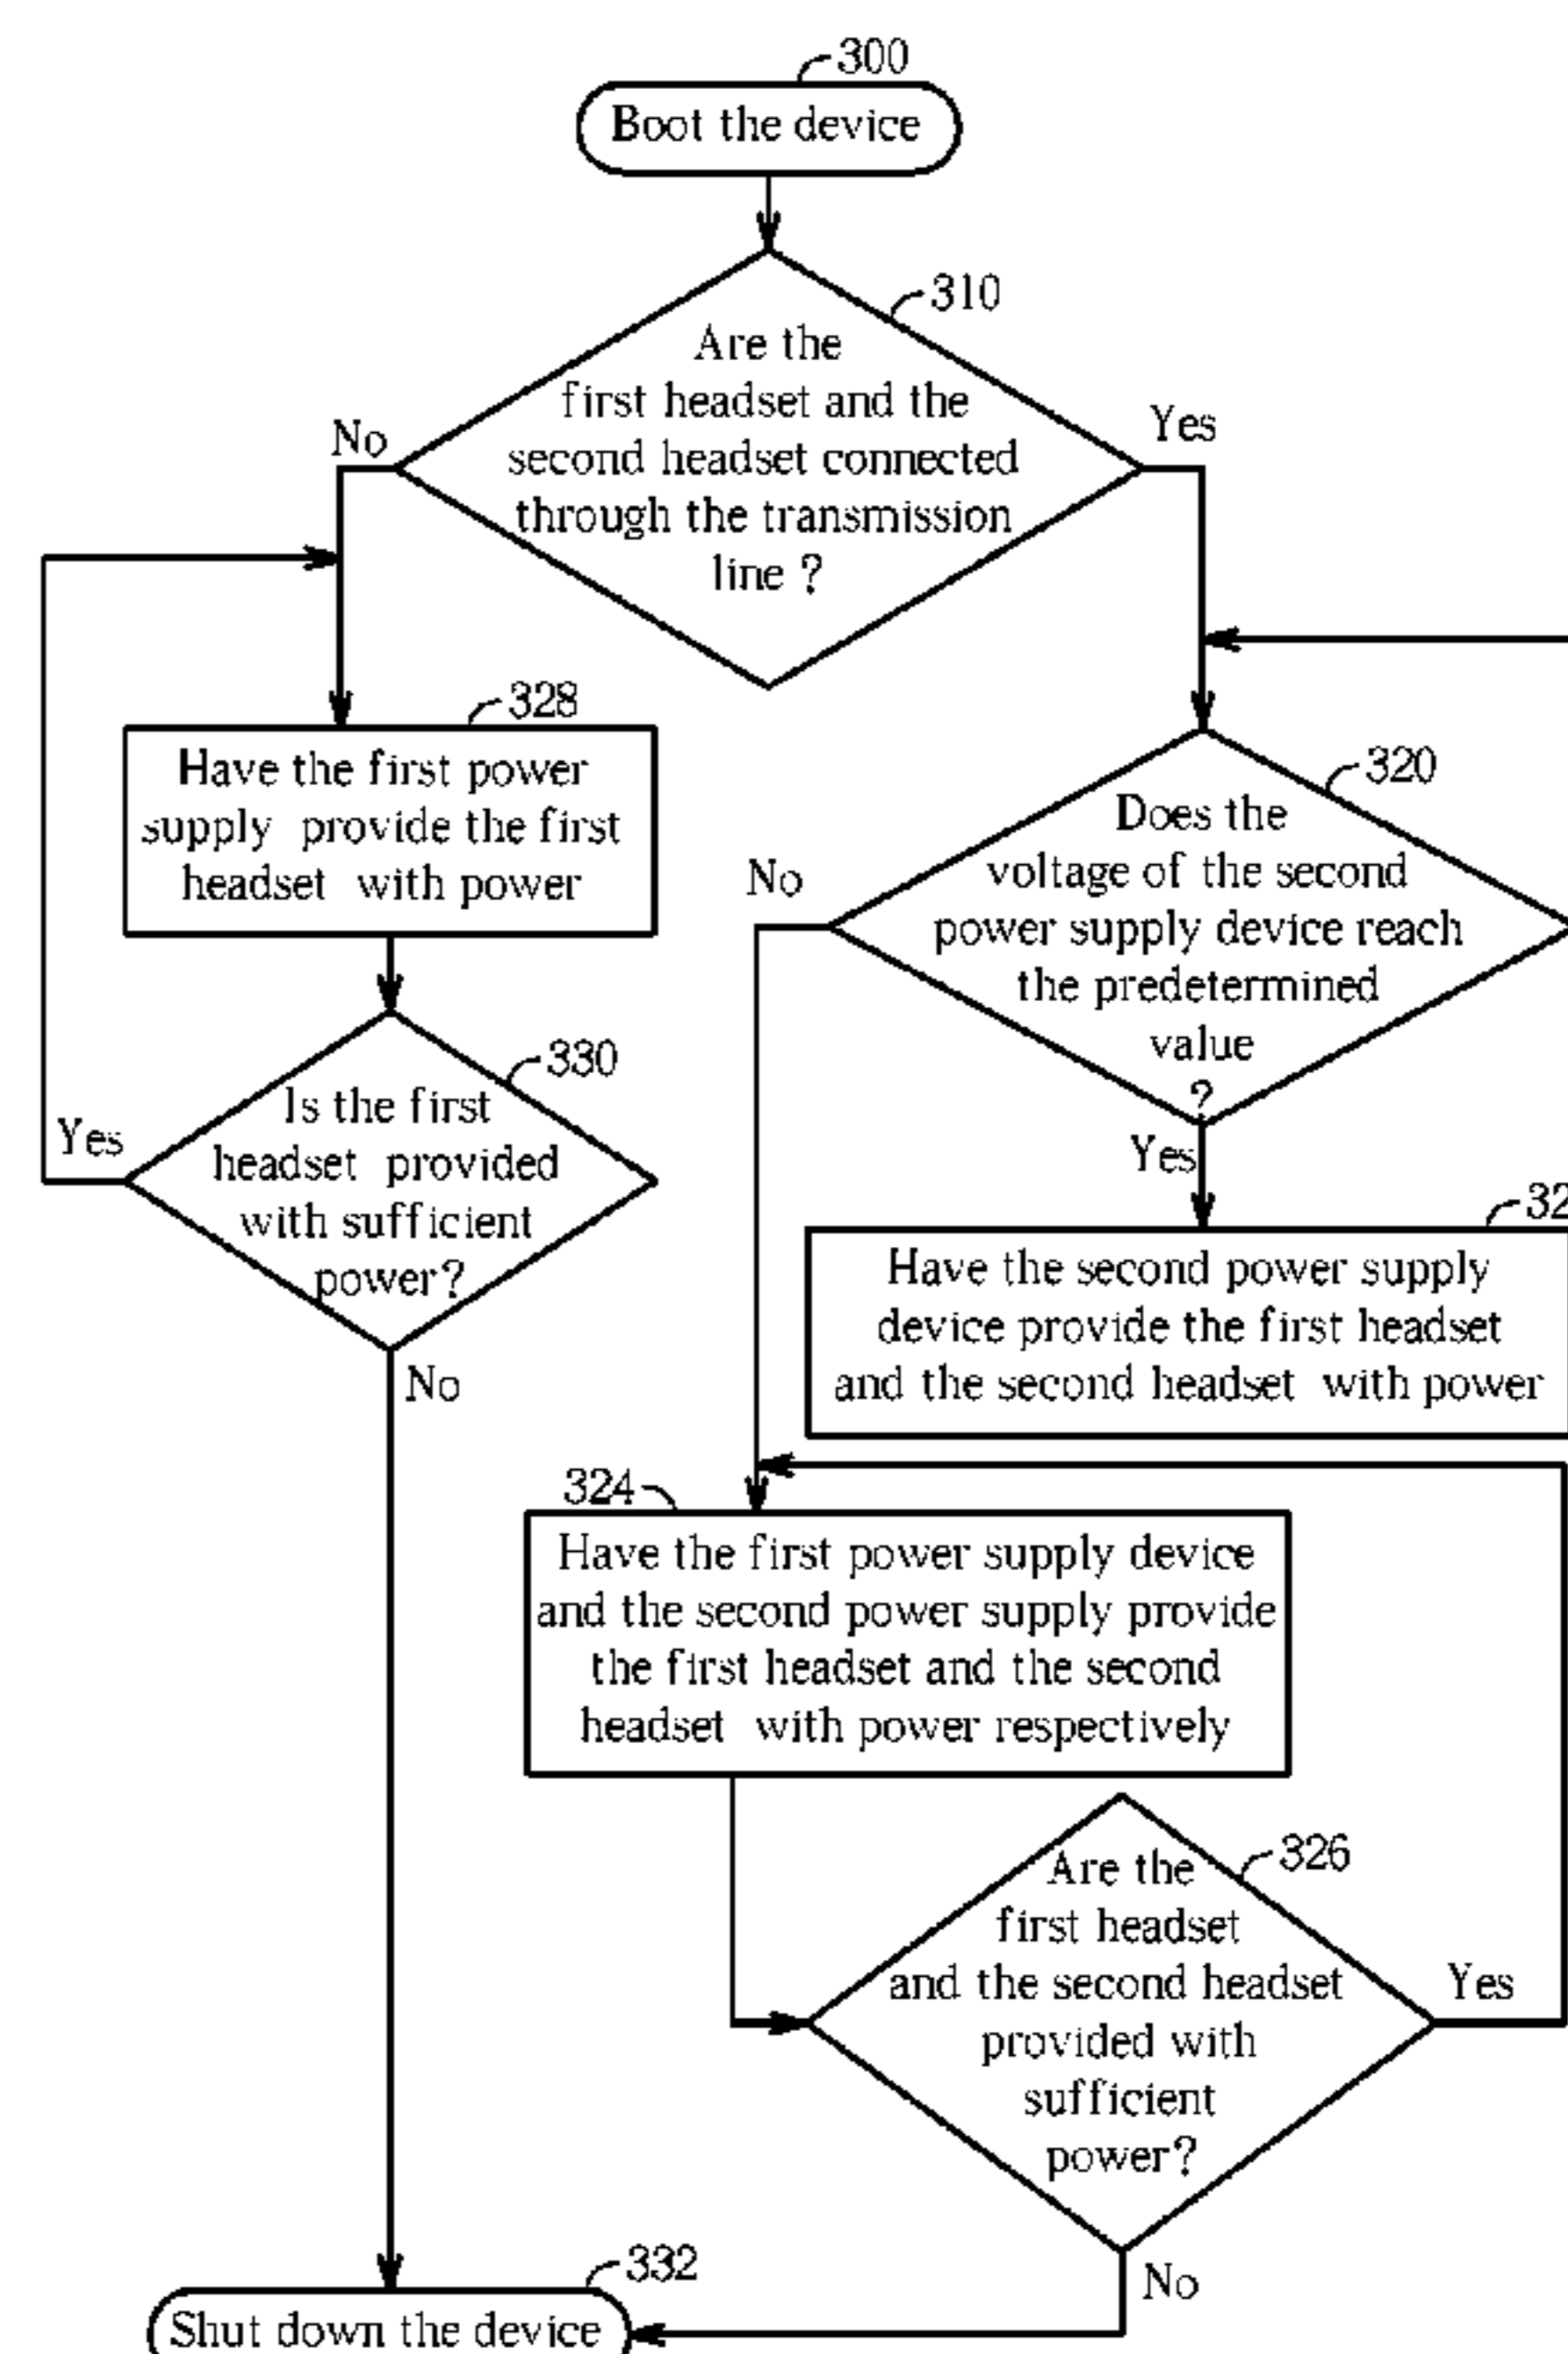 300
Boot the device
310
Are the
first headset and the
second headset connected
through the transmission
line ?
No
Yes
328
Have the first power
supply provide the first
headset with power
320
Does the
voltage of the second
power supply device reach
the predetermined
value
?
No
Yes
330
Is the first
headset provided
with sufficient
power?
Yes
No
Have the second power supply
device provide the first headset
and the second headset with power
324
Have the first power supply device
and the second power supply provide
the first headset and the second
headset with power respectively
326
Are the
first headset
and the second headset
provided with
sufficient
power?
Yes
No
332
Shut down the device